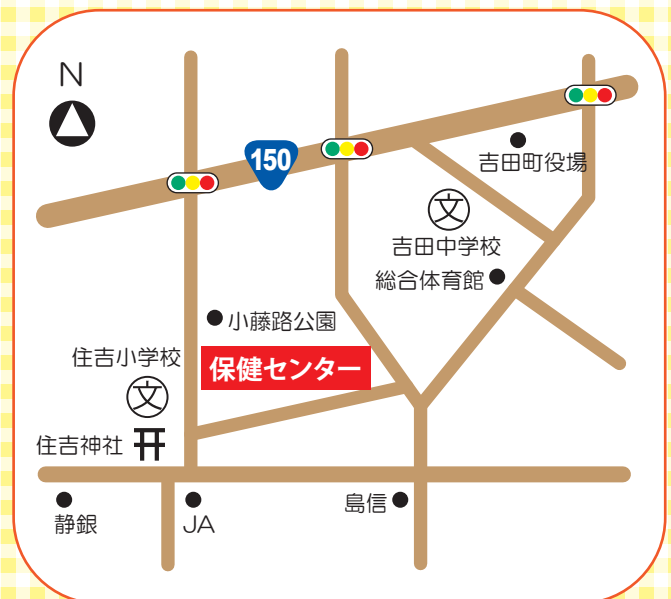 N
150
吉田町役場
文
吉田中学校
総合体育館
小藤路公園
住吉小学校
保健センター
文
住吉神社
静銀
JA
島信